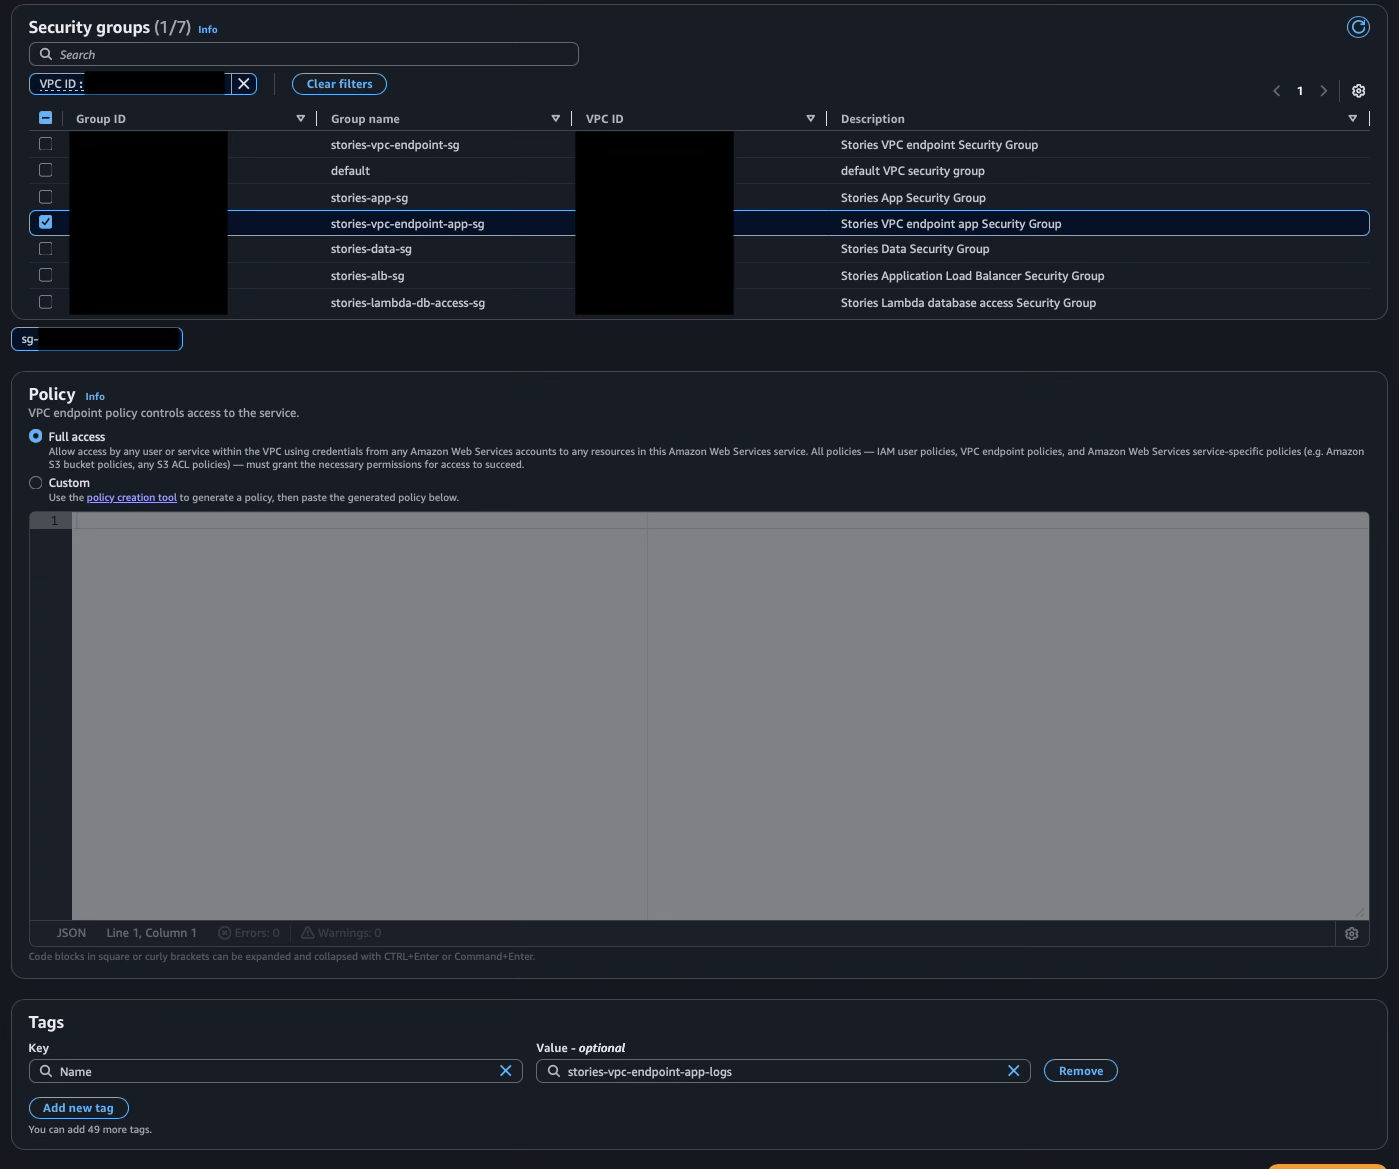 Security groups (1/7) Info
Search
VPC ID :
Clear filters
1
Group ID Group name VPC ID Description
stories-vpc-endpoint-sg Stories VPC endpoint Security Group
default default VPC security group
stories-app-sg Stories App Security Group
stories-vpc-endpoint-app-sg Stories VPC endpoint app Security Group
stories-data-sg Stories Data Security Group
stories-alb-sg Stories Application Load Balancer Security Group
stories-lambda-db-access-sg Stories Lambda database access Security Group
sg-
Policy Info
VPC endpoint policy controls access to the service.
Full access
Allow access by any user or service within the VPC using credentials from any Amazon Web Services accounts to any resources in this Amazon Web Services service. All policies — IAM user policies, VPC endpoint policies, and Amazon Web Services service-specific policies (e.g. Amazon
S3 bucket policies, any S3 ACL policies) — must grant the necessary permissions for access to succeed.
Custom
Use the policy creation tool to generate a policy, then paste the generated policy below.
1
JSON Line 1, Column 1 Errors: 0 Warnings: 0
Code blocks in square or curly brackets can be expanded and collapsed with CTRL+Enter or Command+Enter.
Tags
Key Value - optional
Name stories-vpc-endpoint-app-logs Remove
Add new tag
You can add 49 more tags.